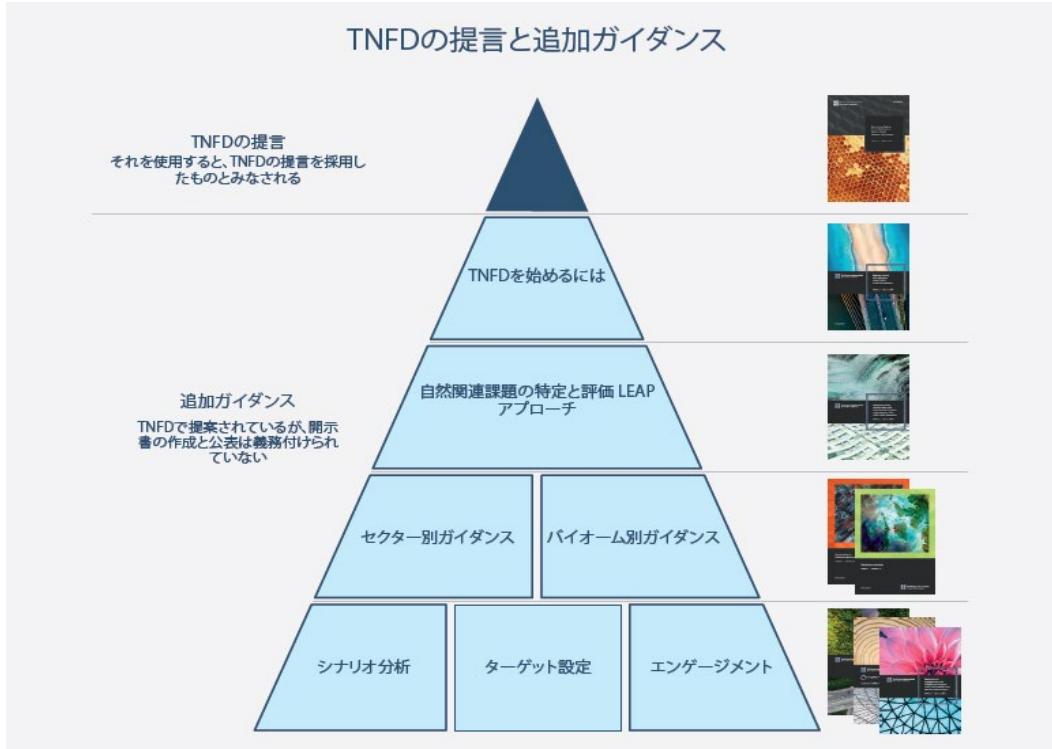 TNFDの提言と追加ガイダンス
TNFDの提言
それを使用すると、TNFDの提言を採用し
たものとみなされる
TNFDを始めるには
自然関連課題の特定と評価 LEAP
アプローチ
追加ガイダンス
TNFDで提案されているが、開示
書の作成と公表は義務付けられ
ていない
セクター別ガイダンス
バイオーム別ガイダンス
シナリオ分析
ターゲット設定
エンゲージメント